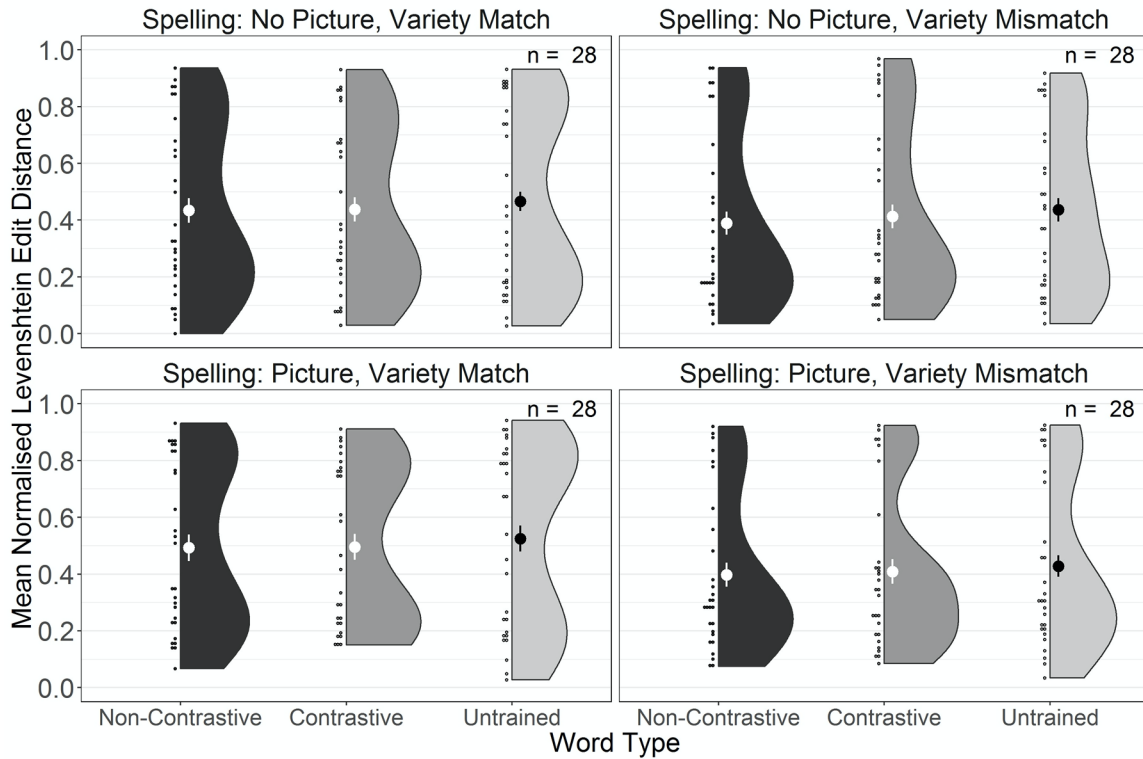 Spelling: No Picture, Variety Match
Spelling: No Picture, Variety Mismatch
n = 28
n = 28
1.0
0.8
0.6
0.4
0.2
0.0
Spelling: Picture, Variety Match
Spelling: Picture, Variety Mismatch
n = 28
n = 28
1.0
0.8
0.6
0.4
0.2
0.0
Mean Normalised Levenshtein Edit Distance
Non-Contrastive Contrastive Untrained
Non-Contrastive Contrastive Untrained
Word Type